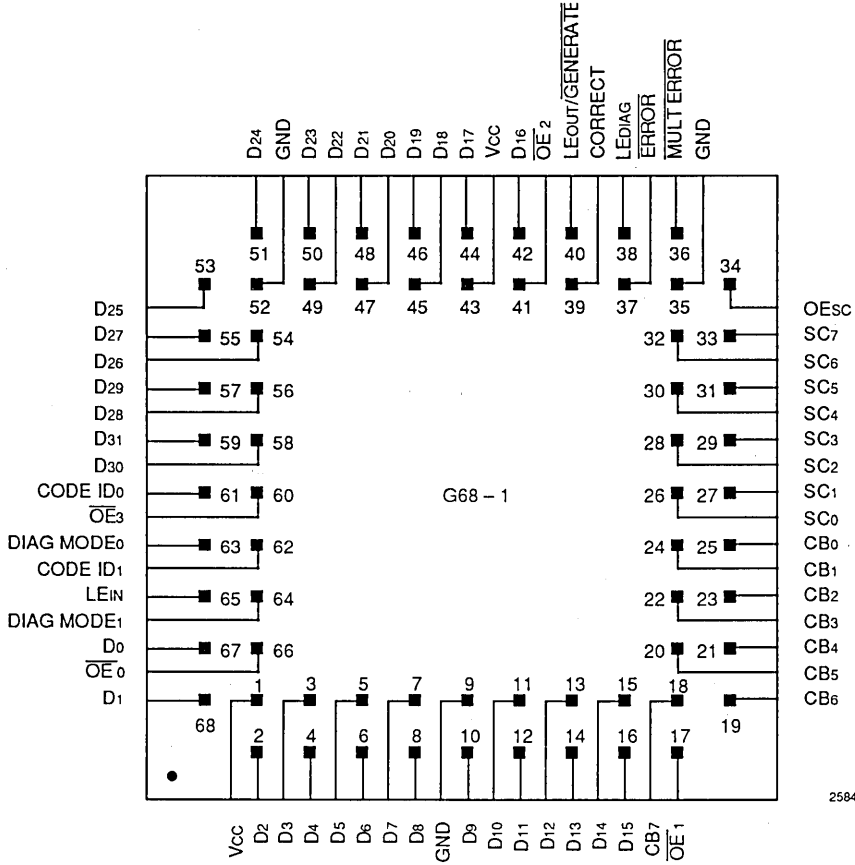 D24 GND D23 D22 D21 D20 D19 D18 D17 Vcc D16 OE 2 LEOUT/GENERATE CORRECT LEDIAG ERROR MULT ERROR GND
51 50 48 46 44 42 40 38 36
53 34
52 49 47 45 43 41 39 37 35
D25 OESC
D27 55 54 32 33 SC7
D26 SC6
D29 57 56 30 31 SC5
D28 SC4
D31 59 58 28 29 SC3
D30 SC2
CODE ID0 61 60 G68 – 1 26 27 SC1
OE3 SC0
DIAG MODE0 63 62 24 25 CB0
CODE ID1 CB1
LEIN 65 64 22 23 CB2
DIAG MODE1 CB3
D0 67 66 20 21 CB4
OE 0 CB5
D1 1 3 5 7 9 11 13 15 18 CB6
68 19
2 4 6 8 10 12 14 16 17
2584
Vcc D2 D3 D4 D5 D6 D7 D8 GND D9 D10 D11 D12 D13 D14 D15 CB7 OE 1